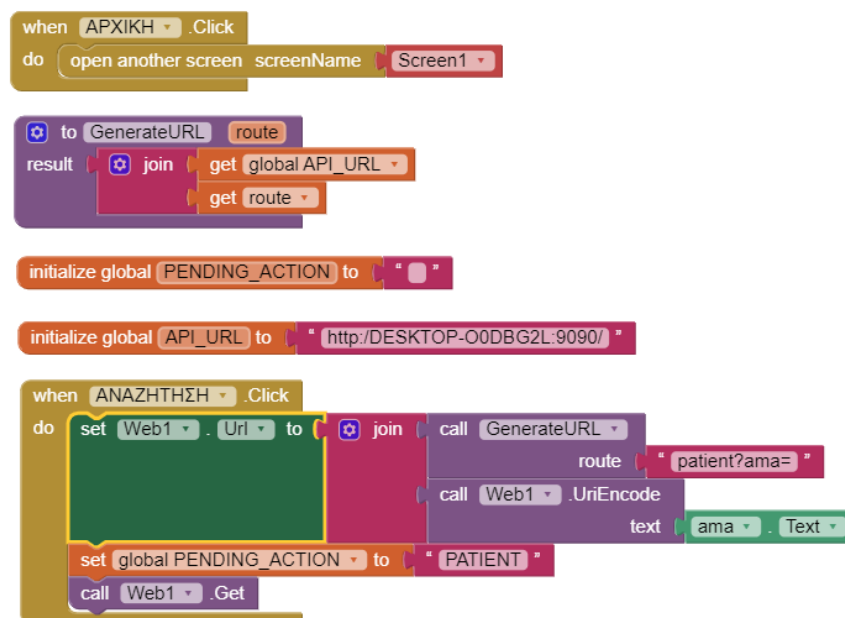 when ΑΡΧΙΚΗ .Click
do open another screen screenName Screen1
to GenerateURL route
result join get global API_URL
get route
initialize global PENDING_ACTION to “ ”
initialize global API_URL to “ http:/DESKTOP-O0DBG2L:9090/ ”
when ΑΝΑΖΗΤΗΣΗ .Click
do set Web1 . Url to join call GenerateURL
route “ patient?ama= ”
call Web1 .UriEncode
text ama . Text
set global PENDING_ACTION to “ PATIENT ”
call Web1 .Get